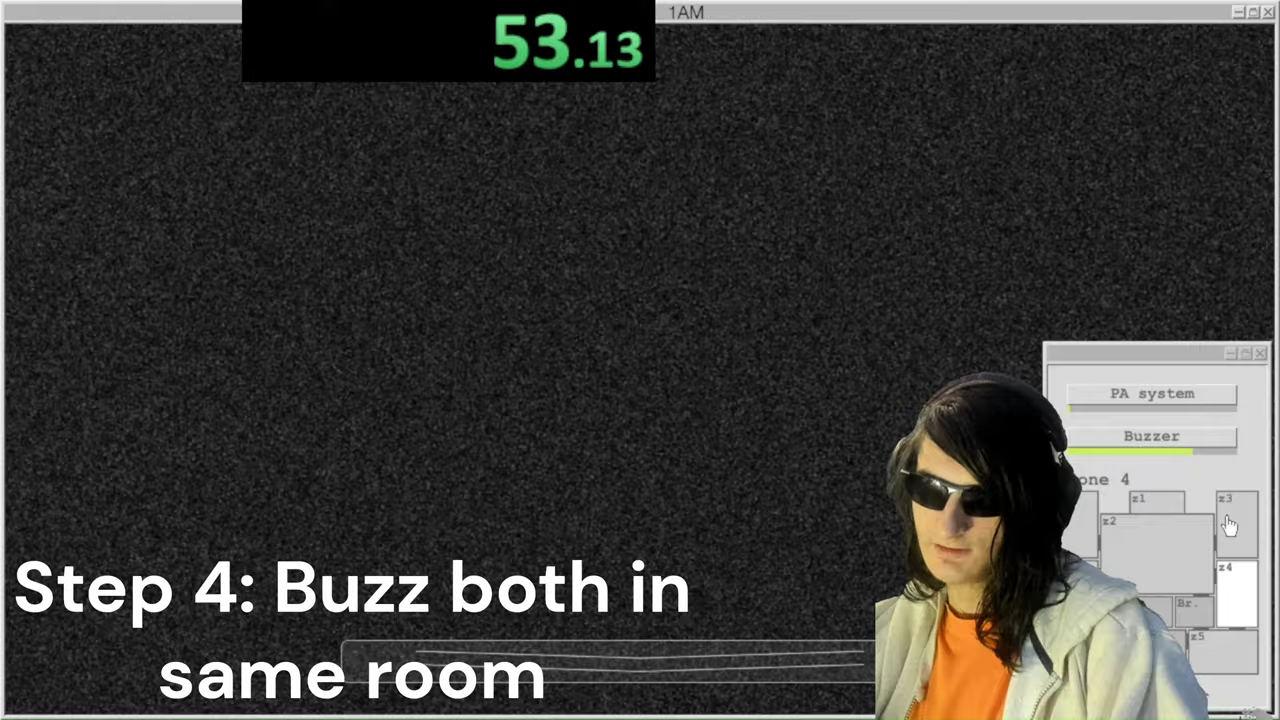 53.13
1AM
PA system
Buzzer
one 4
z1
z2
z3
z4
Br.
z5
Step 4: Buzz both in
same room